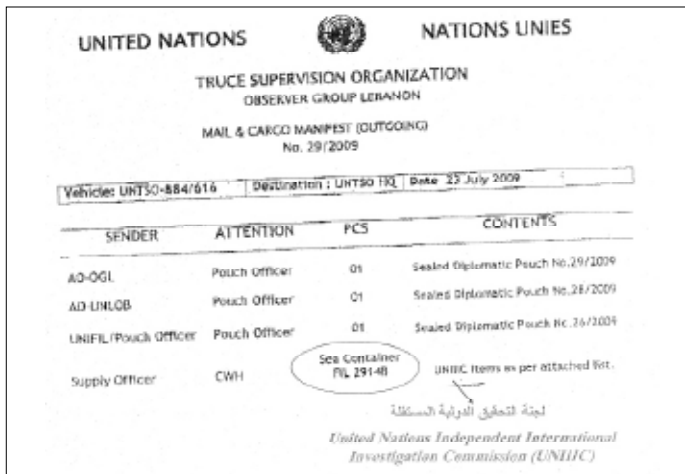 UNITED NATIONS NATIONS UNIES
TRUCE SUPERVISION ORGANIZATION
OBSERVER GROUP LEBANON
MAIL & CARGO MANIFEST (OUTGOING)
No. 29/2009
Vehicle: UNTSO-884/616 Destination : UNTSO HQ Date 23 July 2009
SENDER ATTENTION PCS CONTENTS
AO-OGL Pouch Officer 01 Sealed Diplomatic Pouch No.29/2009
AO-UNLOB Pouch Officer 01 Sealed Diplomatic Pouch No.28/2009
UNIFIL/Pouch Officer Pouch Officer 01 Sealed Diplomatic Pouch No.26/2009
Sea Container
Supply Officer CWH 29148 UNIIIC Items as per attached list.
لجنة التحقيق الدولية المستقلة
United Nations Independent International
Investigation Commission (UNIIIC)